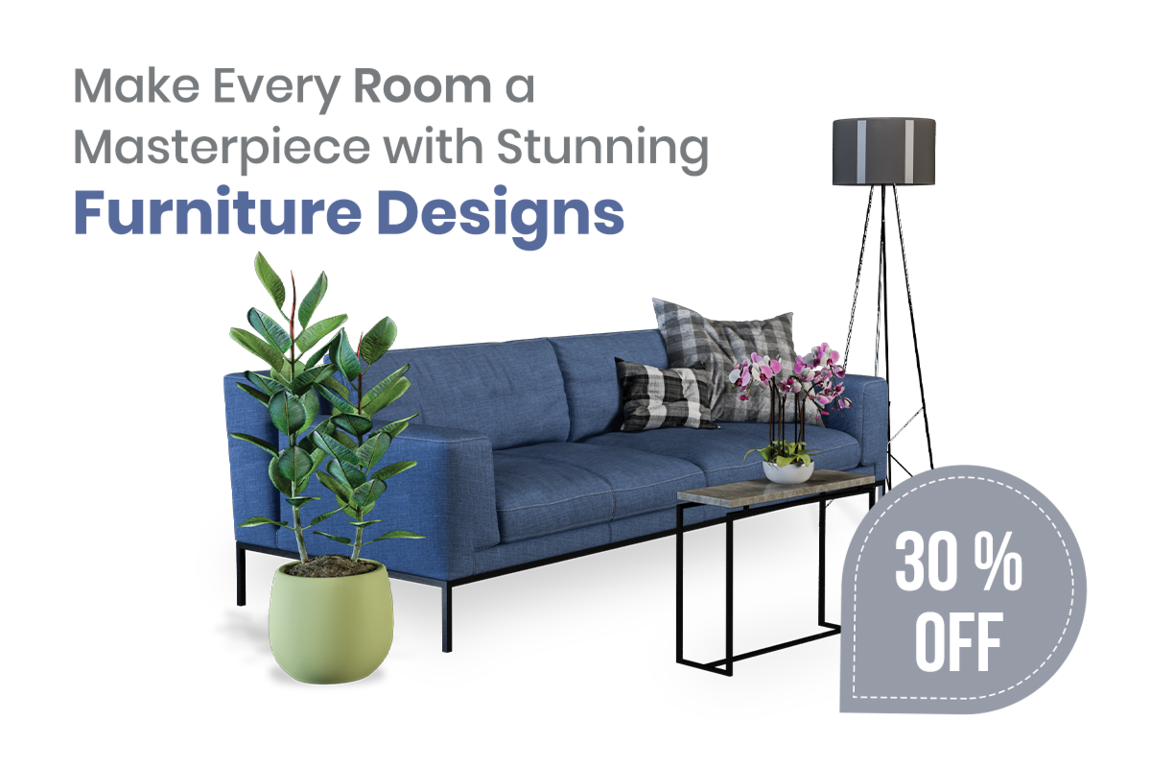 Make Every Room a
Masterpiece with Stunning
Furniture Designs
30 %
OFF